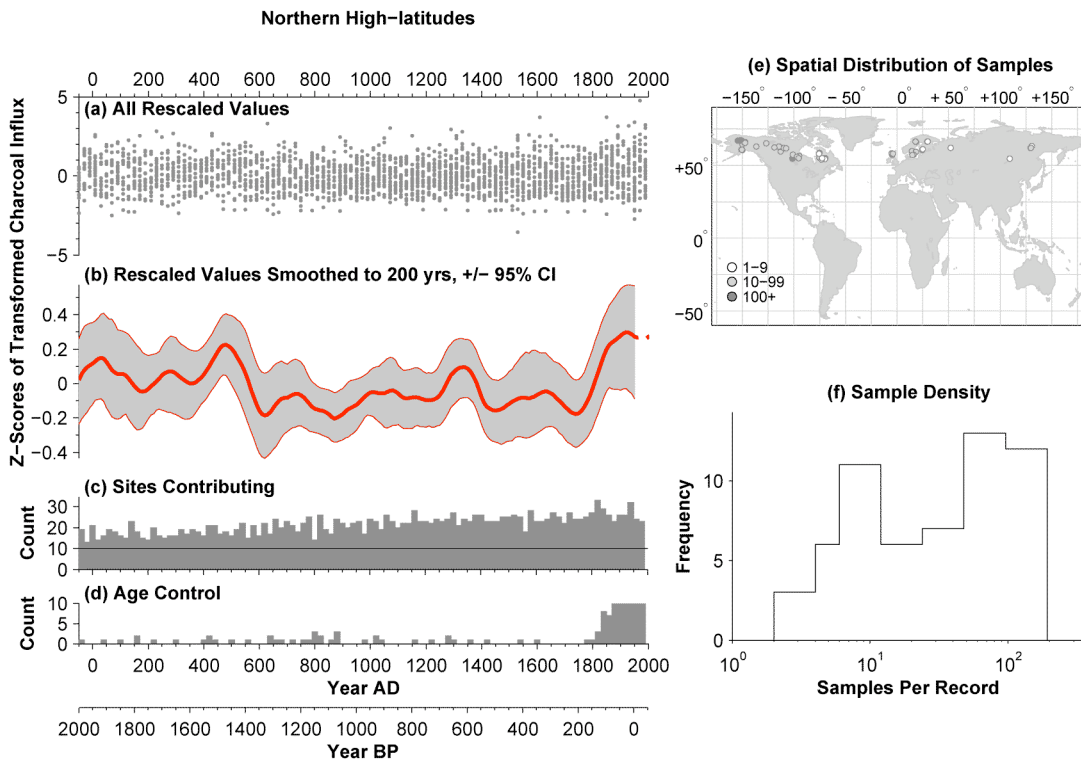 Northern High−latitudes
0 200 400 600 800 1000 1200 1400 1600 1800 2000
(a) All Rescaled Values
5
0
−5
Z−Scores of Transformed Charcoal Influx
(b) Rescaled Values Smoothed to 200 yrs, +/− 95% CI
0.4
0.2
0
−0.2
−0.4
(c) Sites Contributing
30
20
10
0
Count
(d) Age Control
10
5
0
Count
0 200 400 600 800 1000 1200 1400 1600 1800 2000
Year AD
2000 1800 1600 1400 1200 1000 800 600 400 200 0
Year BP
(e) Spatial Distribution of Samples
−150° −100° −50° 0° +50° +100° +150°
+50°
0°
−50°
1−9
10−99
100+
(f) Sample Density
10
5
0
Frequency
10⁰ 10¹ 10²
Samples Per Record